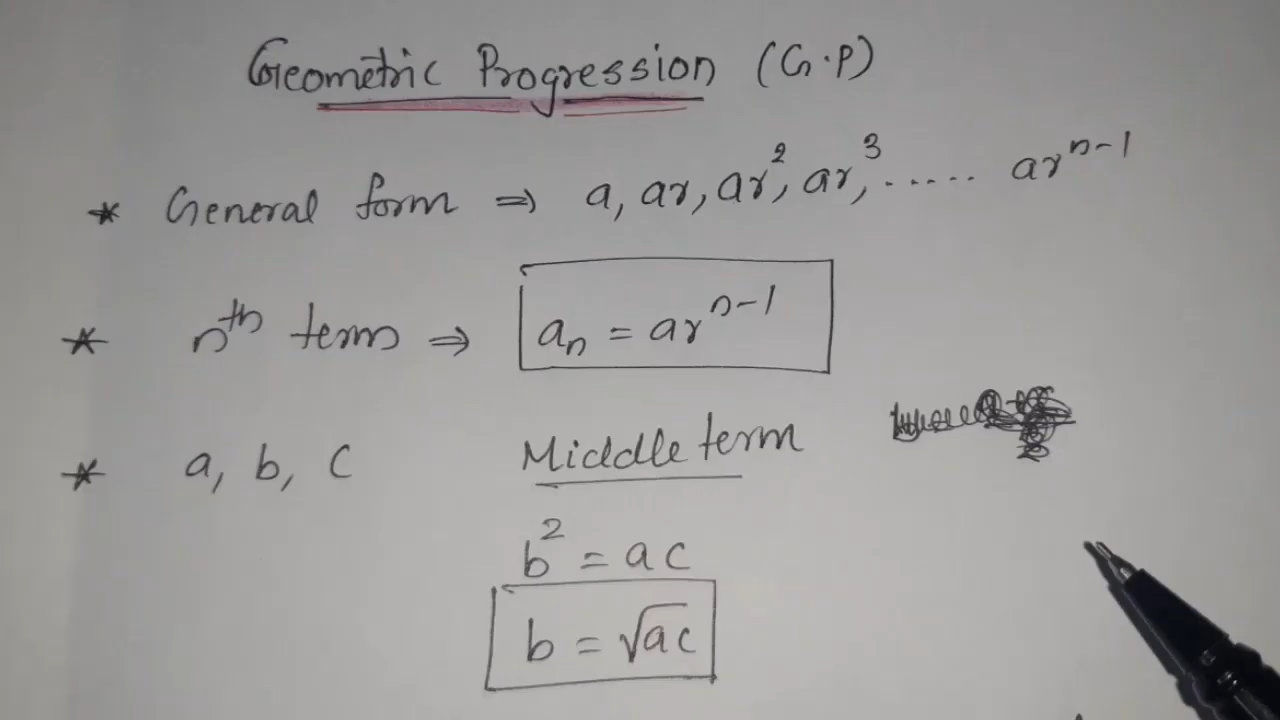 Geometric Progression (G.P)
* General form ⇒ a, ar, ar², ar³, ..... arⁿ⁻¹
* nᵗʰ term ⇒ aₙ = arⁿ⁻¹
* a, b, c Middle term
b² = ac
b = √ac